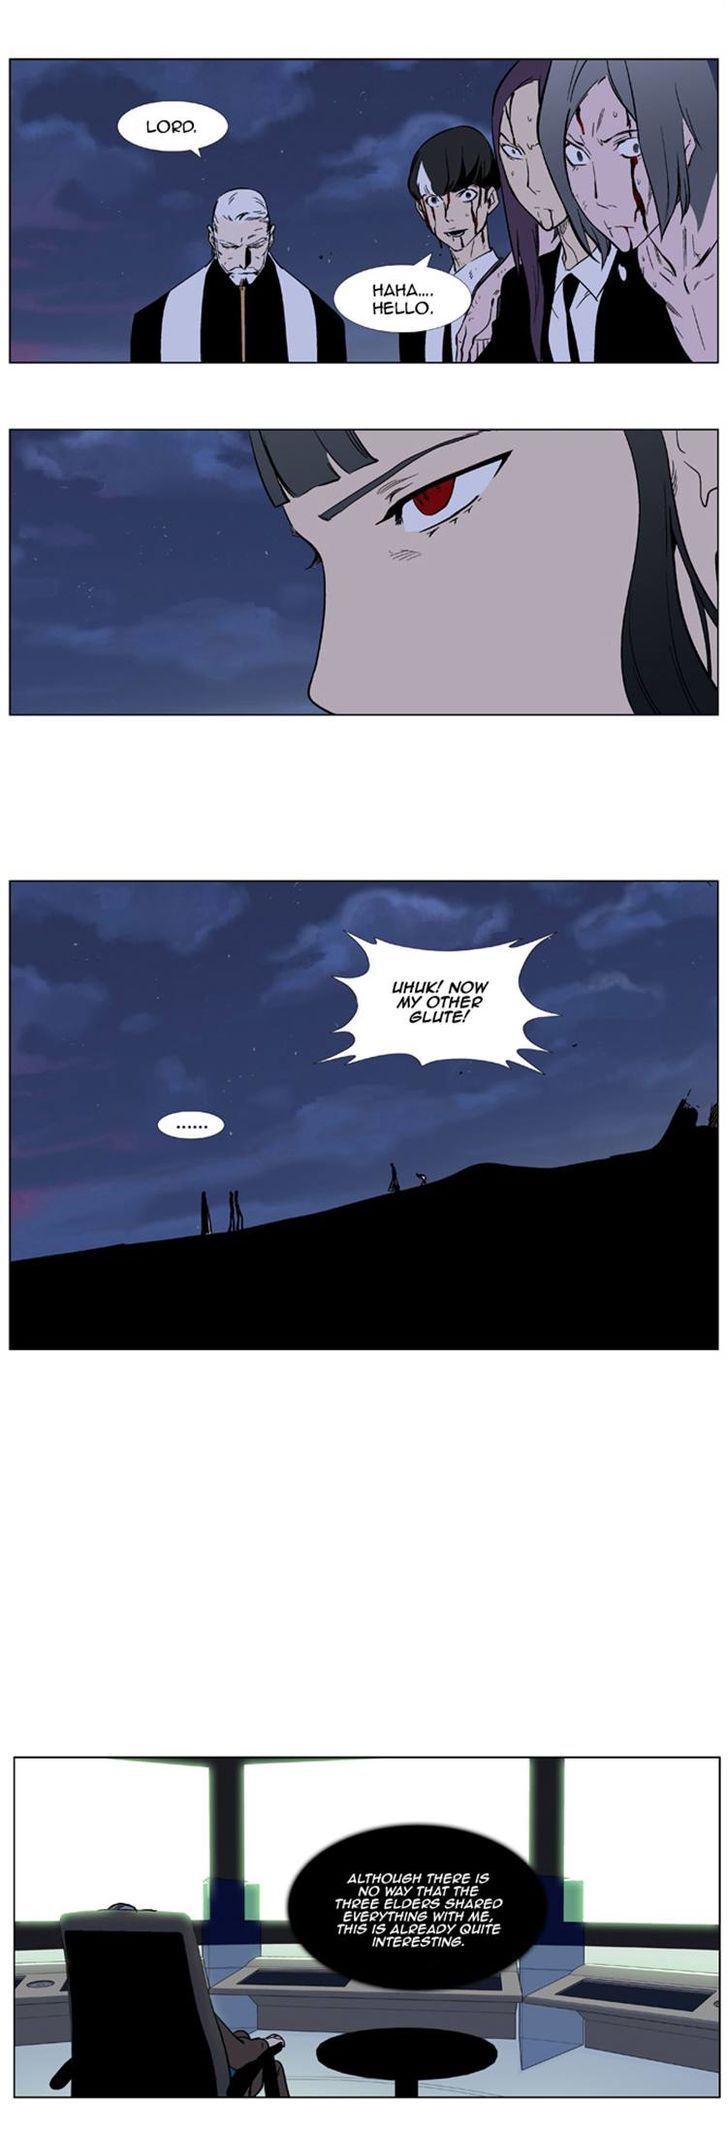 LORD.
HAHA....
HELLO.
UHUK! NOW
MY OTHER
GLUTE!
......
ALTHOUGH THERE IS
NO WAY THAT THE
THREE ELDERS SHARED
EVERYTHING WITH ME,
THIS IS ALREADY QUITE
INTERESTING.